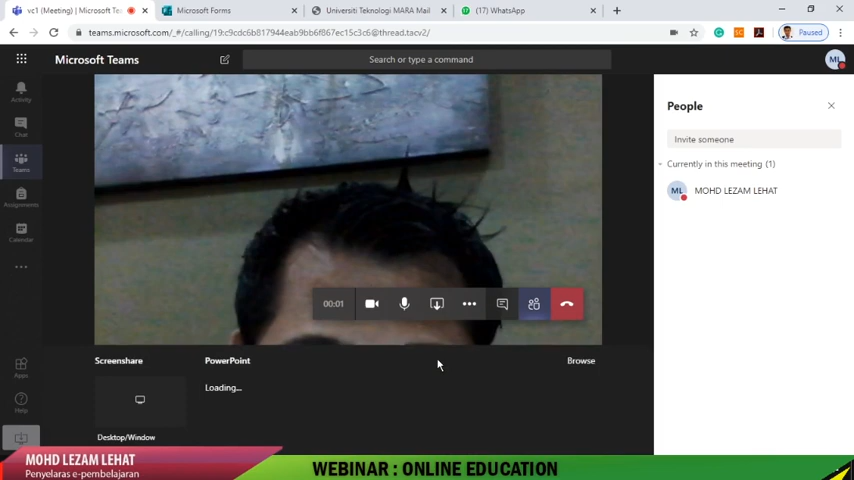 vc1 (Meeting) | Microsoft Team
Microsoft Forms
Universiti Teknologi MARA Mail
(17) WhatsApp
teams.microsoft.com/_#/calling/19:c9cdc6b817944eab9bb6f867ec15c3c6@thread.tacv2/
Paused
Microsoft Teams
Search or type a command
ML
Activity
Chat
Teams
Assignments
Calendar
Apps
Help
People
Invite someone
Currently in this meeting (1)
ML
MOHD LEZAM LEHAT
00:01
Screenshare
PowerPoint
Browse
Loading...
Desktop/Window
MOHD LEZAM LEHAT
Penyelaras e-pembelajaran
WEBINAR : ONLINE EDUCATION